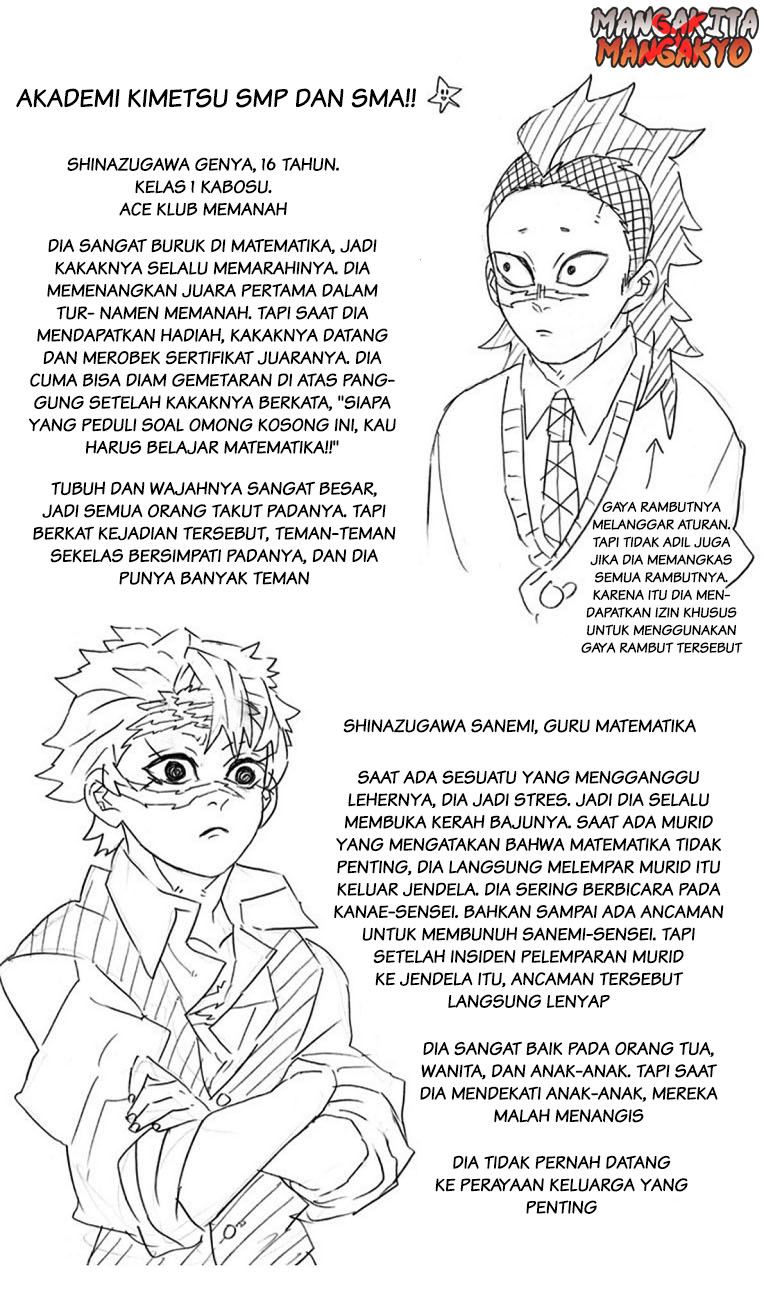 MANGAKITA
MANGAKYO
AKADEMI KIMETSU SMP DAN SMA!!
SHINAZUGAWA GENYA, 16 TAHUN.
KELAS 1 KABOSU.
ACE KLUB MEMANAH
DIA SANGAT BURUK DI MATEMATIKA, JADI
KAKAKNYA SELALU MEMARAHINYA. DIA
MEMENANGKAN JUARA PERTAMA DALAM
TUR- NAMEN MEMANAH. TAPI SAAT DIA
MENDAPATKAN HADIAH, KAKAKNYA DATANG
DAN MEROBEK SERTIFIKAT JUARANYA. DIA
CUMA BISA DIAM GEMETARAN DI ATAS PANG-
GUNG SETELAH KAKAKNYA BERKATA, "SIAPA
YANG PEDULI SOAL OMONG KOSONG INI, KAU
HARUS BELAJAR MATEMATIKA!!"
TUBUH DAN WAJAHNYA SANGAT BESAR,
JADI SEMUA ORANG TAKUT PADANYA. TAPI
BERKAT KEJADIAN TERSEBUT, TEMAN-TEMAN
SEKELAS BERSIMPATI PADANYA, DAN DIA
PUNYA BANYAK TEMAN
GAYA RAMBUTNYA
MELANGGAR ATURAN.
TAPI TIDAK ADIL JUGA
JIKA DIA MEMANGKAS
SEMUA RAMBUTNYA.
KARENA ITU DIA MEN-
DAPATKAN IZIN KHUSUS
UNTUK MENGGUNAKAN
GAYA RAMBUT TERSEBUT
SHINAZUGAWA SANEMI, GURU MATEMATIKA
SAAT ADA SESUATU YANG MENGGANGGU
LEHERNYA, DIA JADI STRES. JADI DIA SELALU
MEMBUKA KERAH BAJUNYA. SAAT ADA MURID
YANG MENGATAKAN BAHWA MATEMATIKA TIDAK
PENTING, DIA LANGSUNG MELEMPAR MURID ITU
KELUAR JENDELA. DIA SERING BERBICARA PADA
KANAE-SENSEI. BAHKAN SAMPAI ADA ANCAMAN
UNTUK MEMBUNUH SANEMI-SENSEI. TAPI
SETELAH INSIDEN PELEMPARAN MURID
KE JENDELA ITU, ANCAMAN TERSEBUT
LANGSUNG LENYAP
DIA SANGAT BAIK PADA ORANG TUA,
WANITA, DAN ANAK-ANAK. TAPI SAAT
DIA MENDEKATI ANAK-ANAK, MEREKA
MALAH MENANGIS
DIA TIDAK PERNAH DATANG
KE PERAYAAN KELUARGA YANG
PENTING